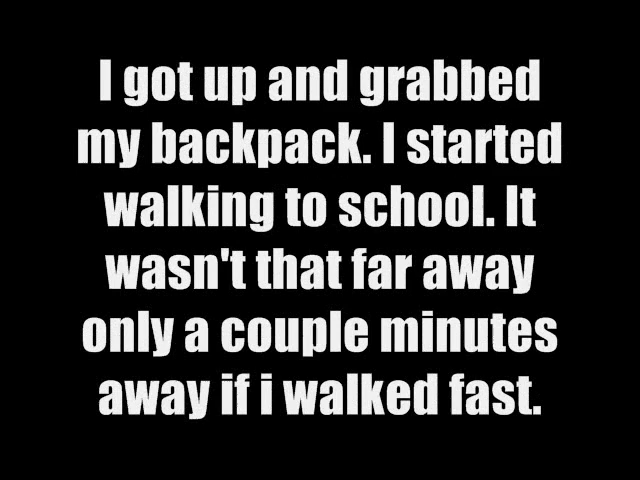 I got up and grabbed
my backpack. I started
walking to school. It
wasn't that far away
only a couple minutes
away if i walked fast.